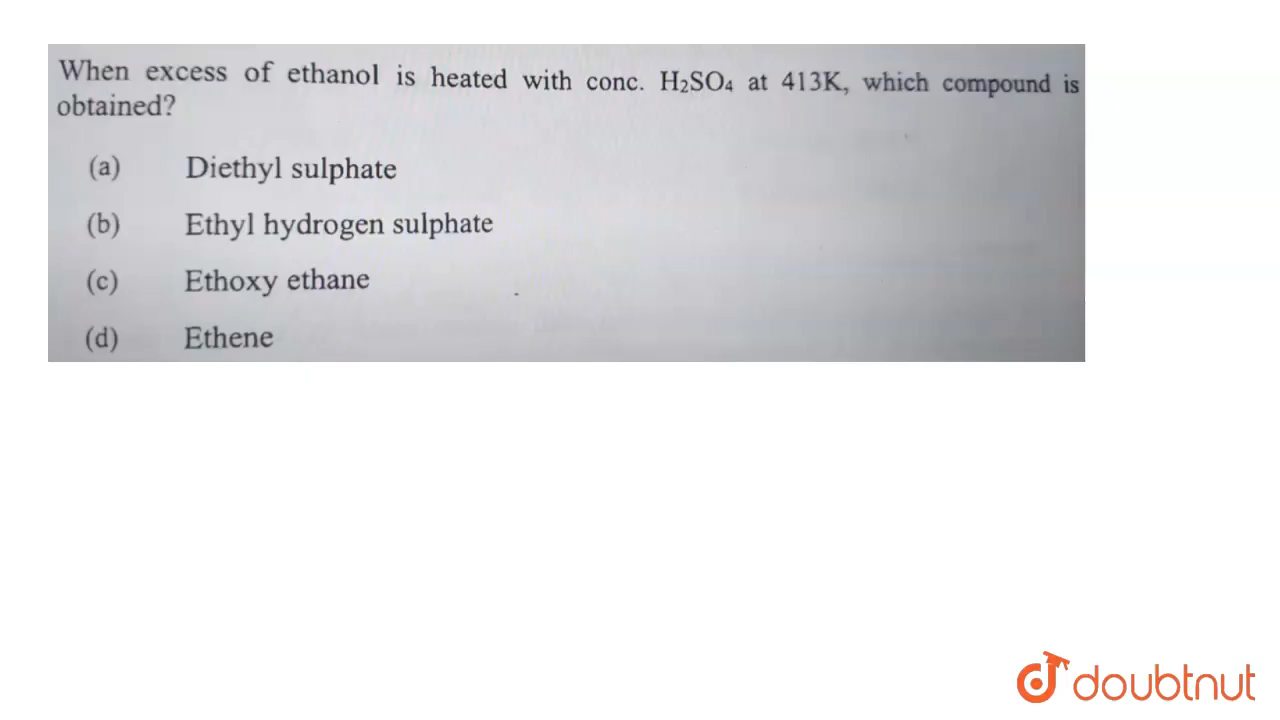 When excess of ethanol is heated with conc. H₂SO₄ at 413K, which compound is
obtained?
(a) Diethyl sulphate
(b) Ethyl hydrogen sulphate
(c) Ethoxy ethane
(d) Ethene
doubtnut